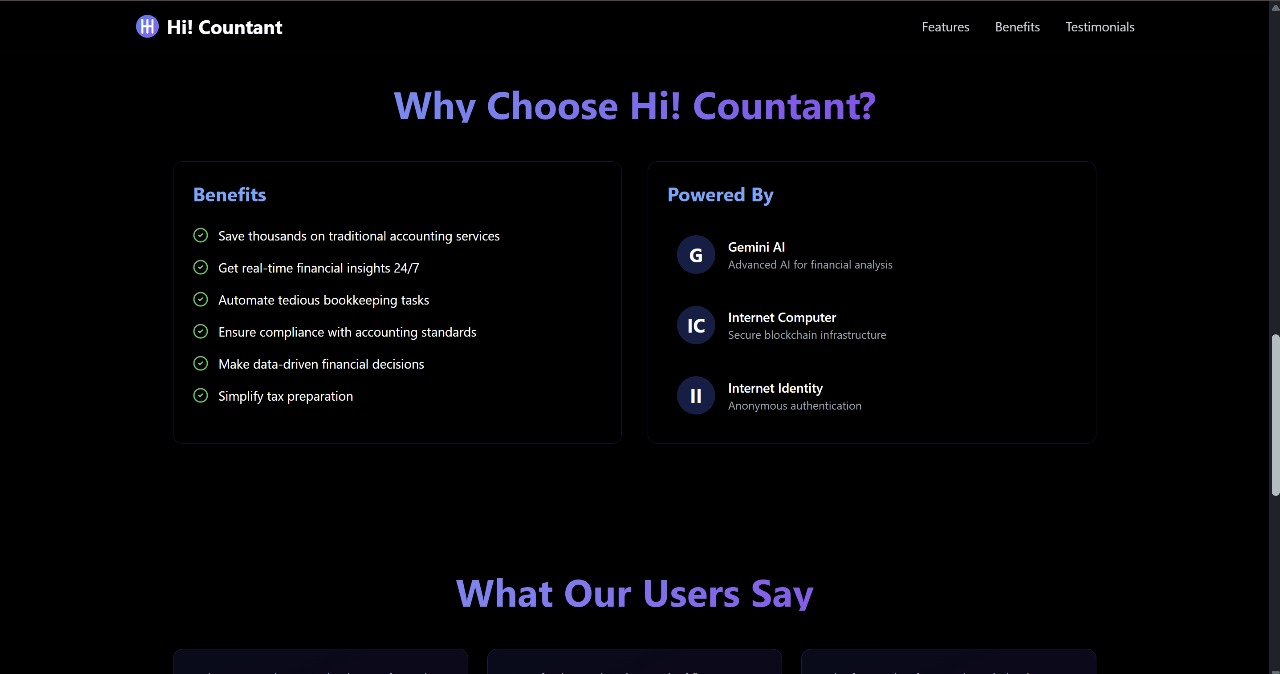 Hi! Countant
Features
Benefits
Testimonials
Why Choose Hi! Countant?
Benefits
Save thousands on traditional accounting services
Get real-time financial insights 24/7
Automate tedious bookkeeping tasks
Ensure compliance with accounting standards
Make data-driven financial decisions
Simplify tax preparation
Powered By
G
Gemini AI
Advanced AI for financial analysis
IC
Internet Computer
Secure blockchain infrastructure
II
Internet Identity
Anonymous authentication
What Our Users Say